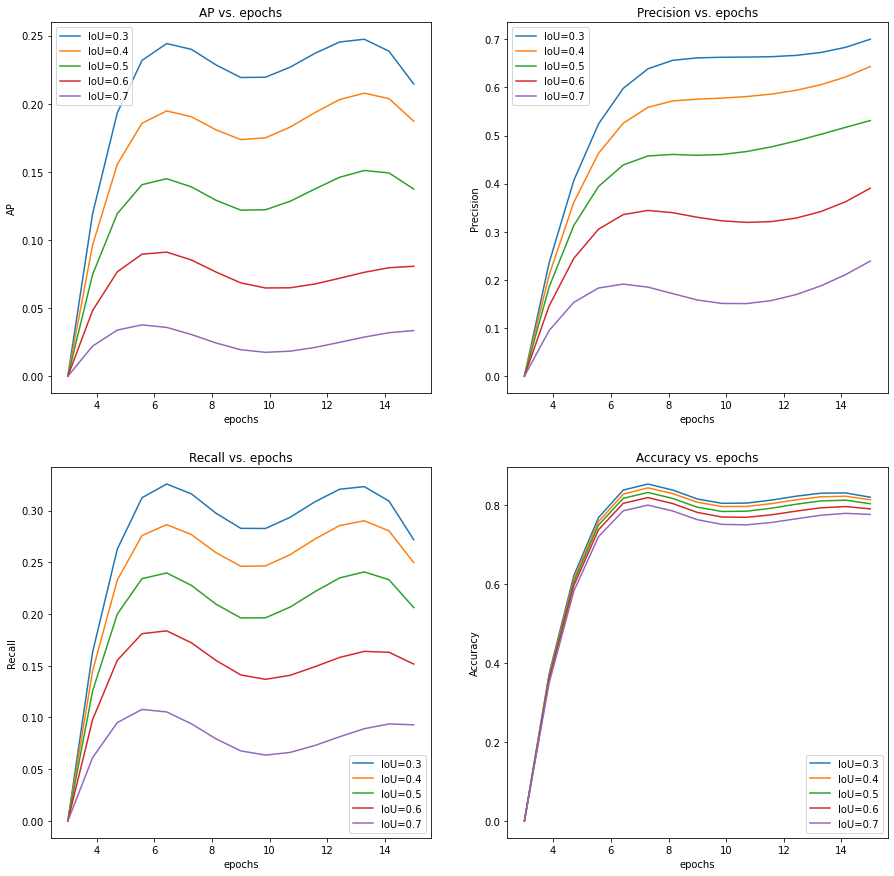 AP vs. epochs
0.25
0.20
0.15
0.10
0.05
0.00
AP
IoU=0.3
IoU=0.4
IoU=0.5
IoU=0.6
IoU=0.7
4 6 8 10 12 14
epochs
Precision vs. epochs
0.7
0.6
0.5
0.4
0.3
0.2
0.1
0.0
Precision
IoU=0.3
IoU=0.4
IoU=0.5
IoU=0.6
IoU=0.7
4 6 8 10 12 14
epochs
Recall vs. epochs
0.30
0.25
0.20
0.15
0.10
0.05
0.00
Recall
IoU=0.3
IoU=0.4
IoU=0.5
IoU=0.6
IoU=0.7
4 6 8 10 12 14
epochs
Accuracy vs. epochs
0.8
0.6
0.4
0.2
0.0
Accuracy
IoU=0.3
IoU=0.4
IoU=0.5
IoU=0.6
IoU=0.7
4 6 8 10 12 14
epochs